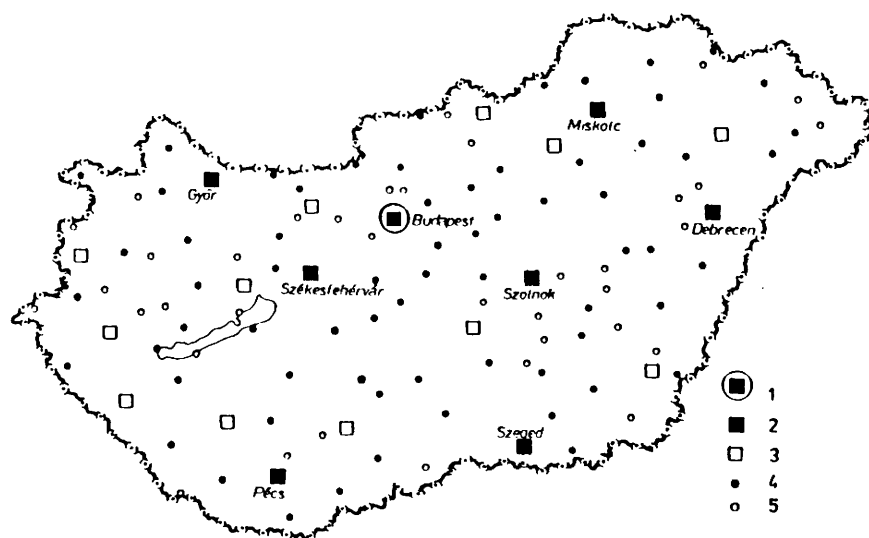 Miskolc
Győr
Budapest
Debrecen
Székesfehérvár
Szolnok
1
2
Szeged
3
Pécs
4
5